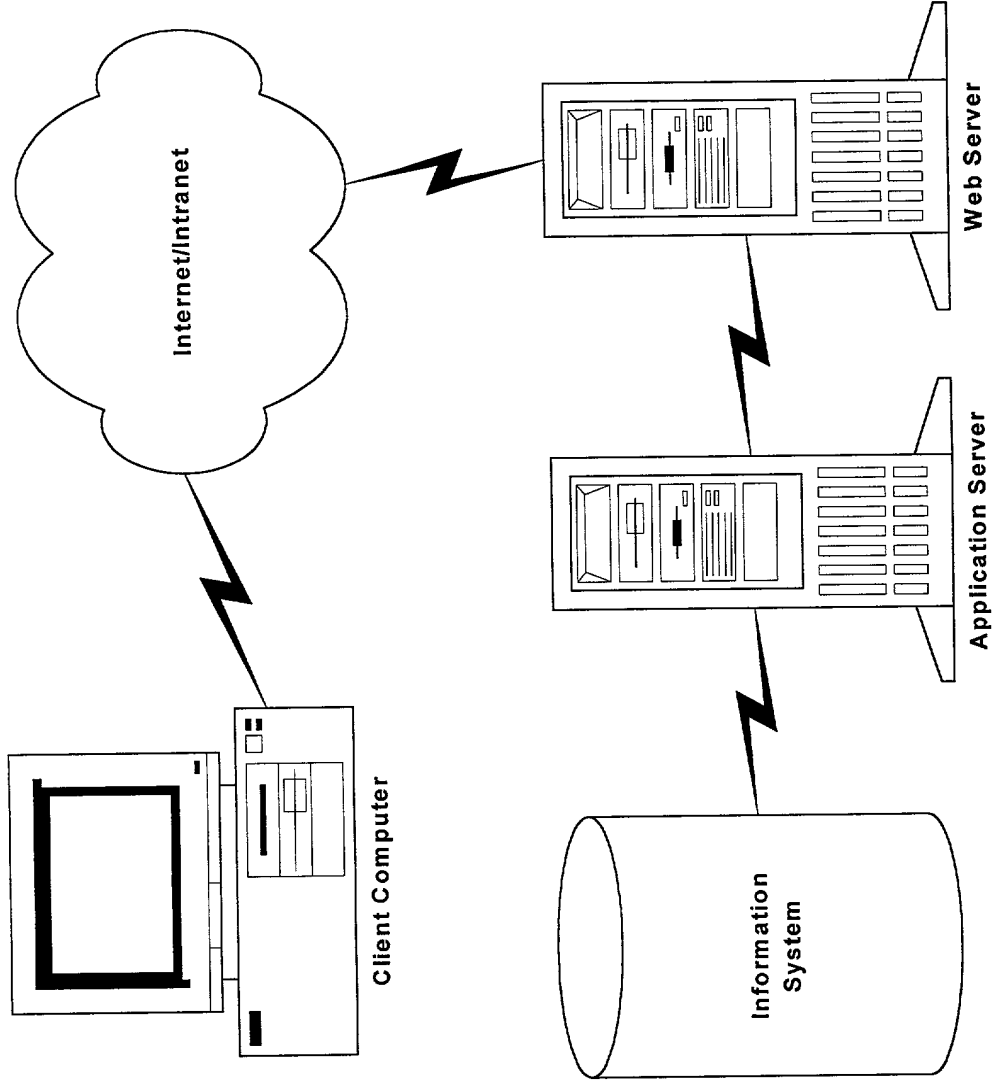 Client Computer
Internet/Intranet
Information
System
Application Server
Web Server